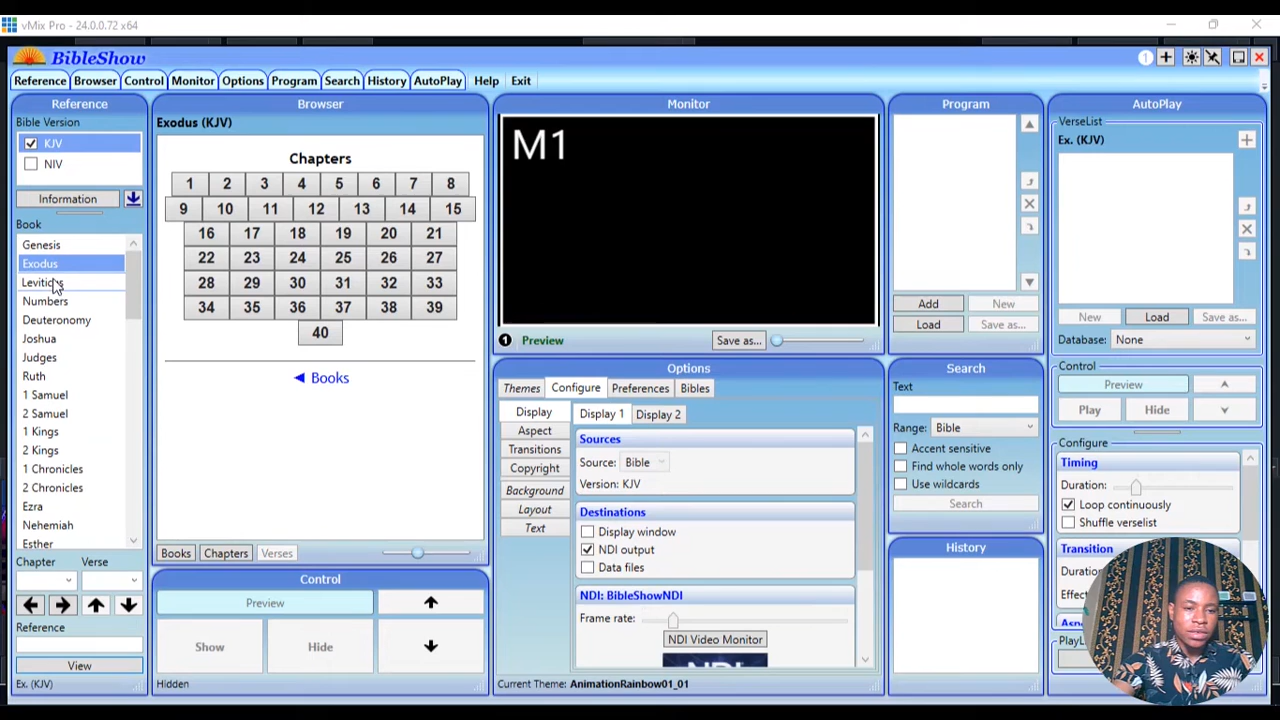 vMix Pro - 24.0.0.72 x64
BibleShow
1
Reference Browser Control Monitor Options Program Search History AutoPlay Help Exit
Reference
Bible Version
KJV
NIV
Information
Book
Genesis
Exodus
Leviticus
Numbers
Deuteronomy
Joshua
Judges
Ruth
1 Samuel
2 Samuel
1 Kings
2 Kings
1 Chronicles
2 Chronicles
Ezra
Nehemiah
Esther
Chapter Verse
Reference
View
Ex. (KJV)
Browser
Exodus (KJV)
Chapters
1 2 3 4 5 6 7 8
9 10 11 12 13 14 15
16 17 18 19 20 21
22 23 24 25 26 27
28 29 30 31 32 33
34 35 36 37 38 39
40
◄ Books
Books Chapters Verses
Control
Preview
Show Hide
Hidden
Monitor
M1
1 Preview Save as...
Options
Themes Configure Preferences Bibles
Display
Aspect
Transitions
Copyright
Background
Layout
Text
Display 1 Display 2
Sources
Source: Bible
Version: KJV
Destinations
Display window
NDI output
Data files
NDI: BibleShowNDI
Frame rate:
NDI Video Monitor
NDI
Current Theme: AnimationRainbow01_01
Program
Add New
Load Save as...
Search
Text
Range: Bible
Accent sensitive
Find whole words only
Use wildcards
Search
History
AutoPlay
VerseList
Ex. (KJV)
New Load Save as...
Database: None
Control
Preview
Play Hide
Configure
Timing
Duration:
Loop continuously
Shuffle verselist
Transition